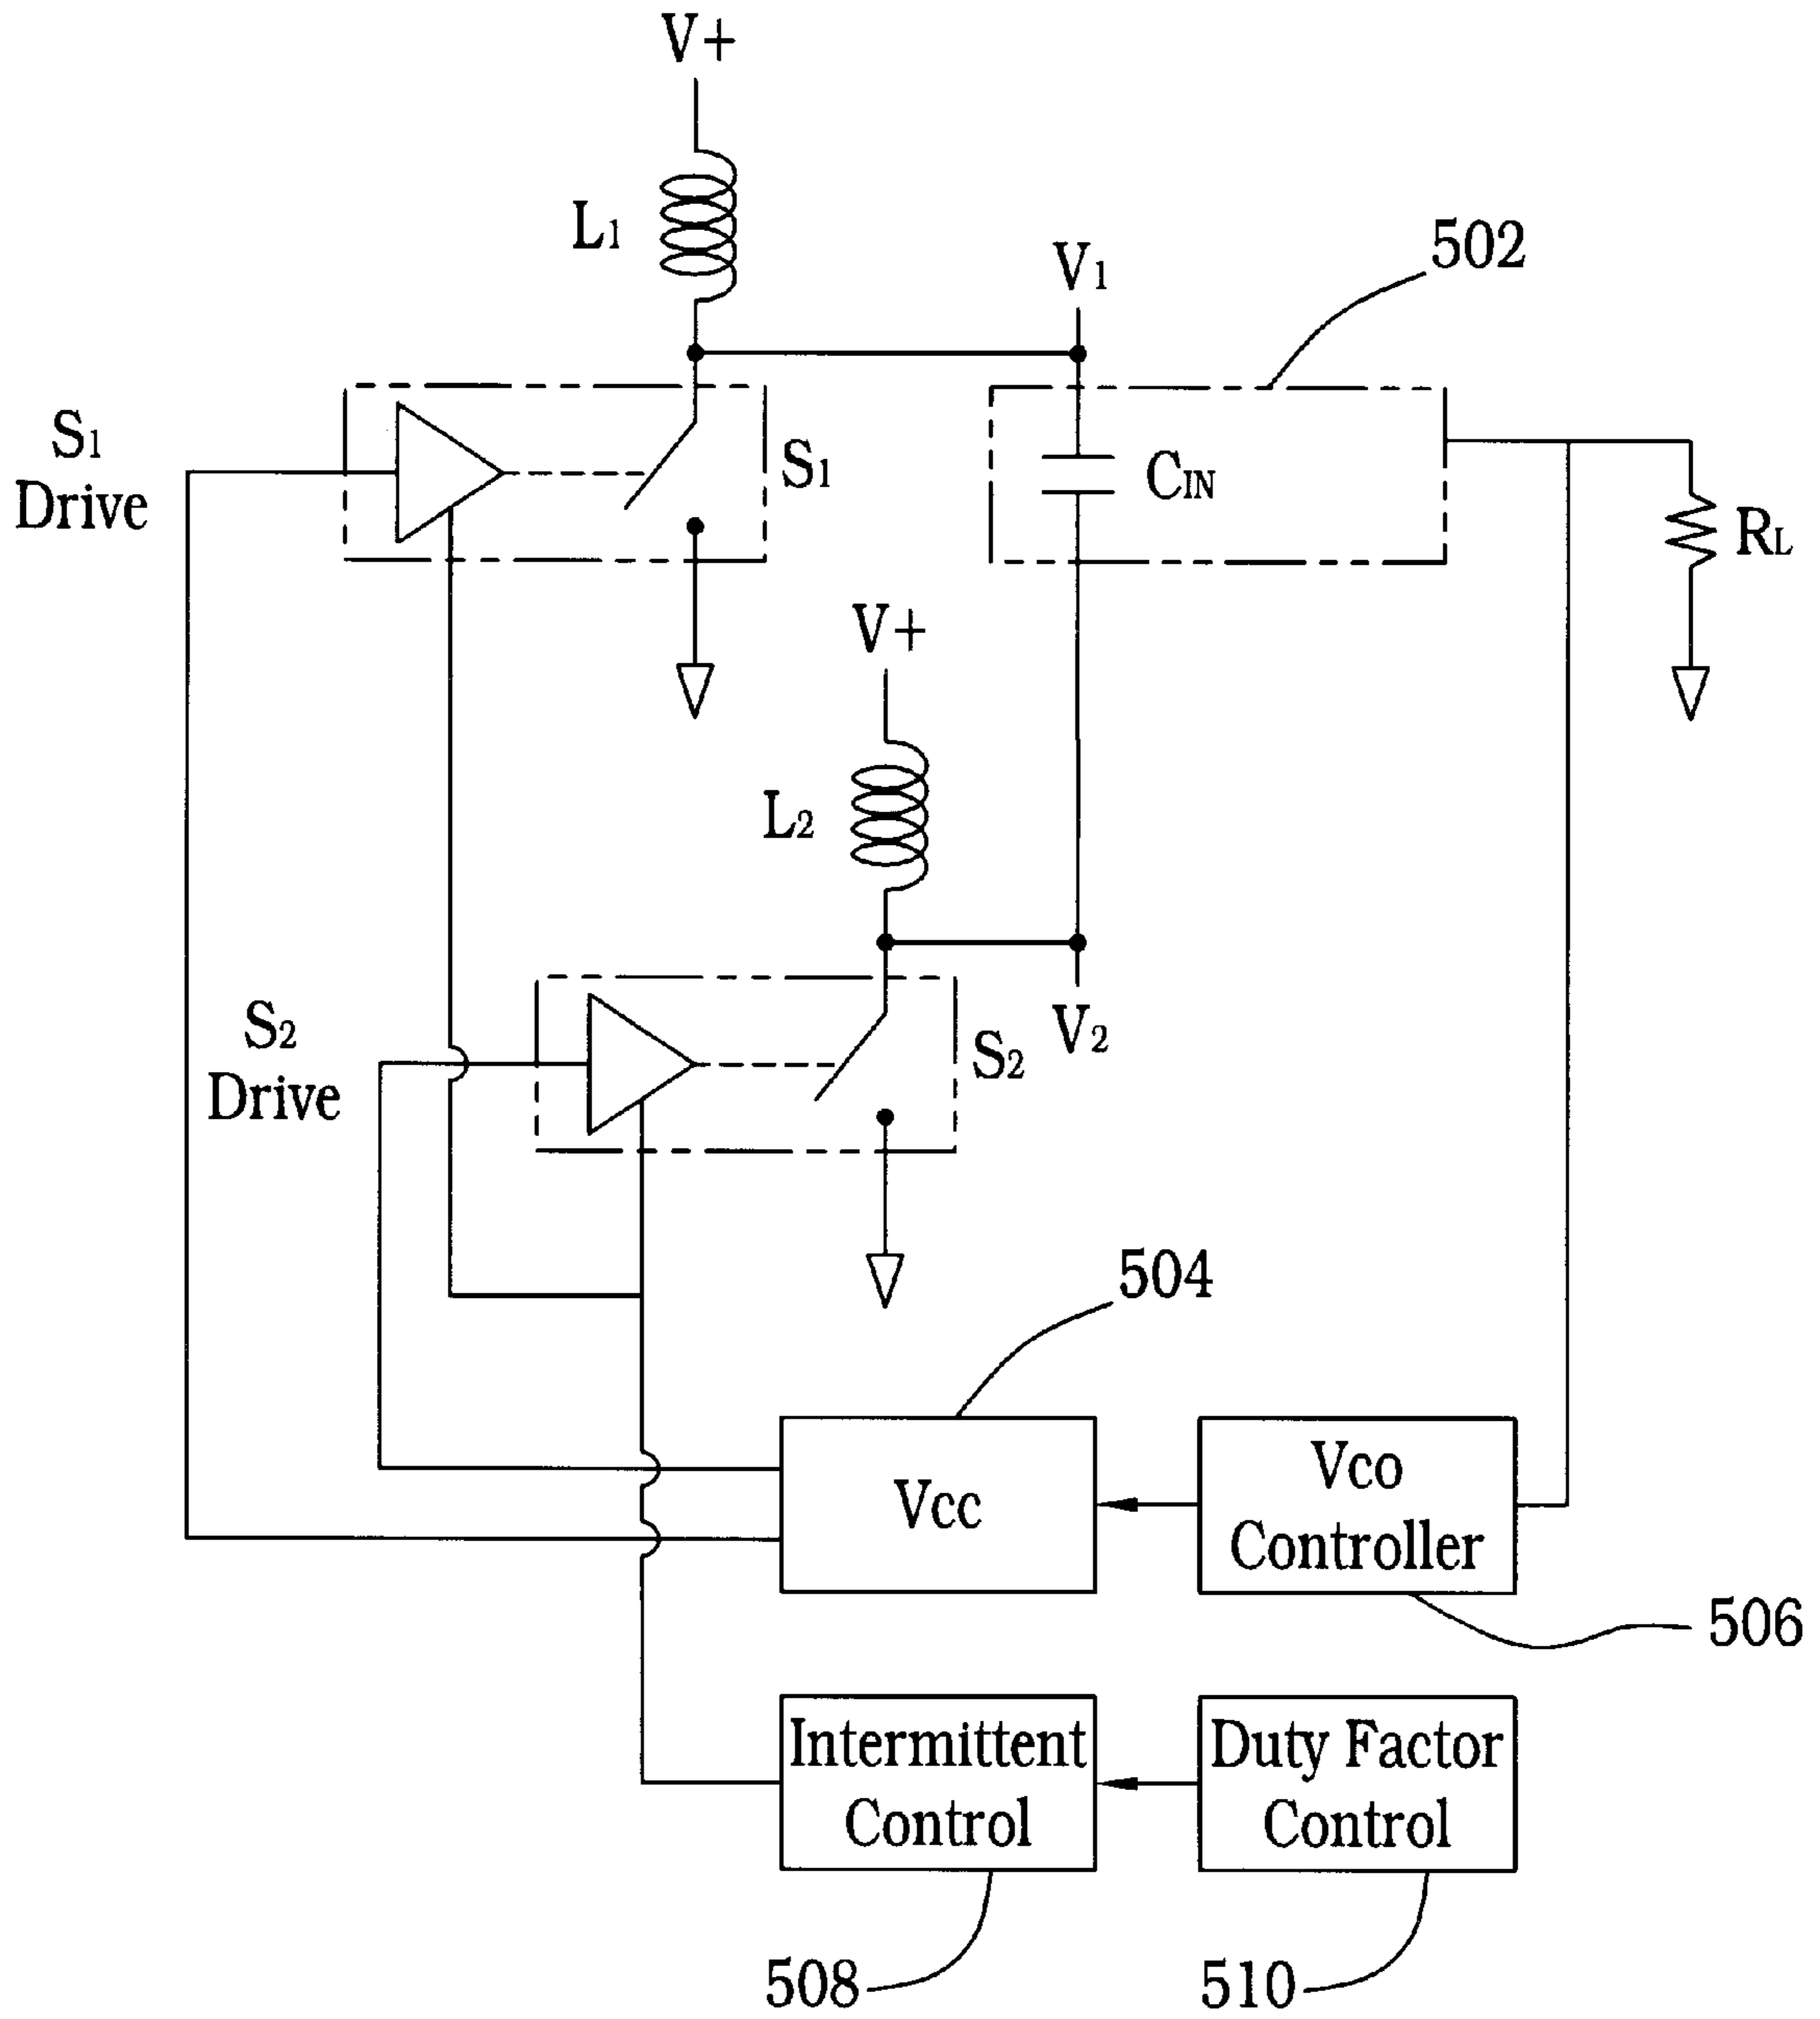 V+
L1
V1
502
S1
Drive
S1
CIN
RL
V+
L2
S2
Drive
S2
V2
504
Vcc
Vco
Controller
506
Intermittent
Control
Duty Factor
Control
508
510